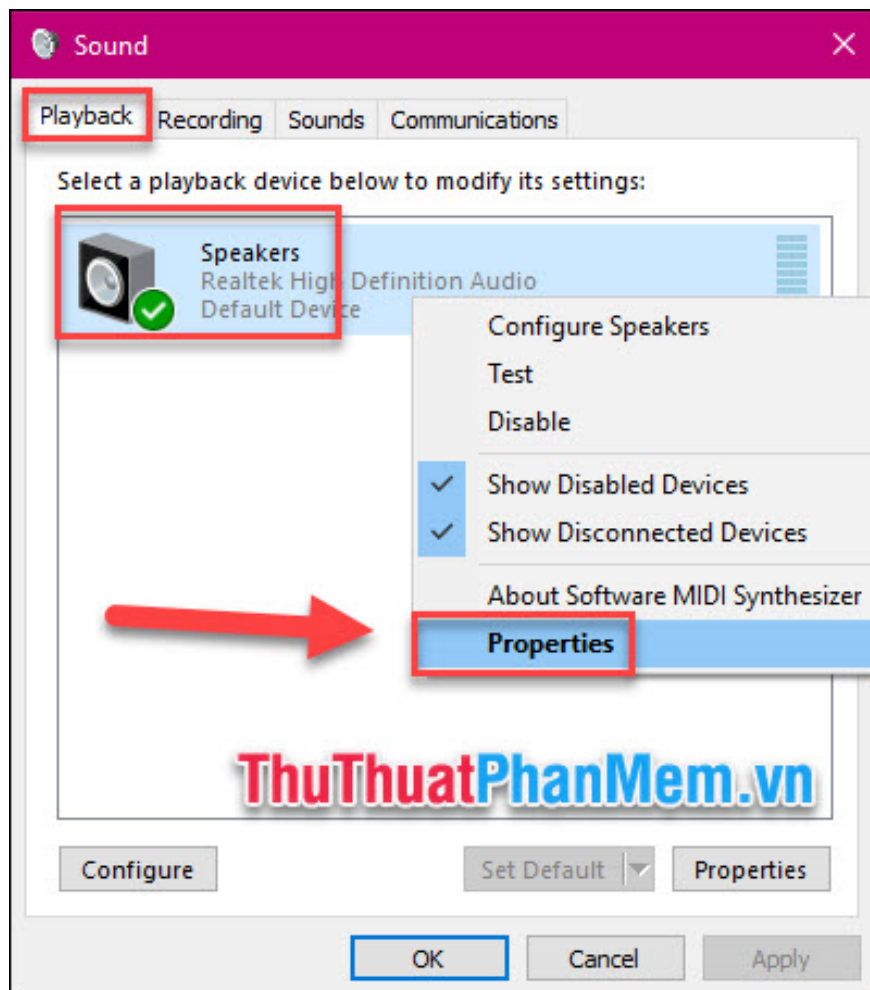 Sound
Playback Recording Sounds Communications
Select a playback device below to modify its settings:
Speakers
Realtek High Definition Audio
Default Device
Configure Speakers
Test
Disable
Show Disabled Devices
Show Disconnected Devices
About Software MIDI Synthesizer
Properties
ThuThuatPhanMem.vn
Configure Set Default Properties
OK Cancel Apply